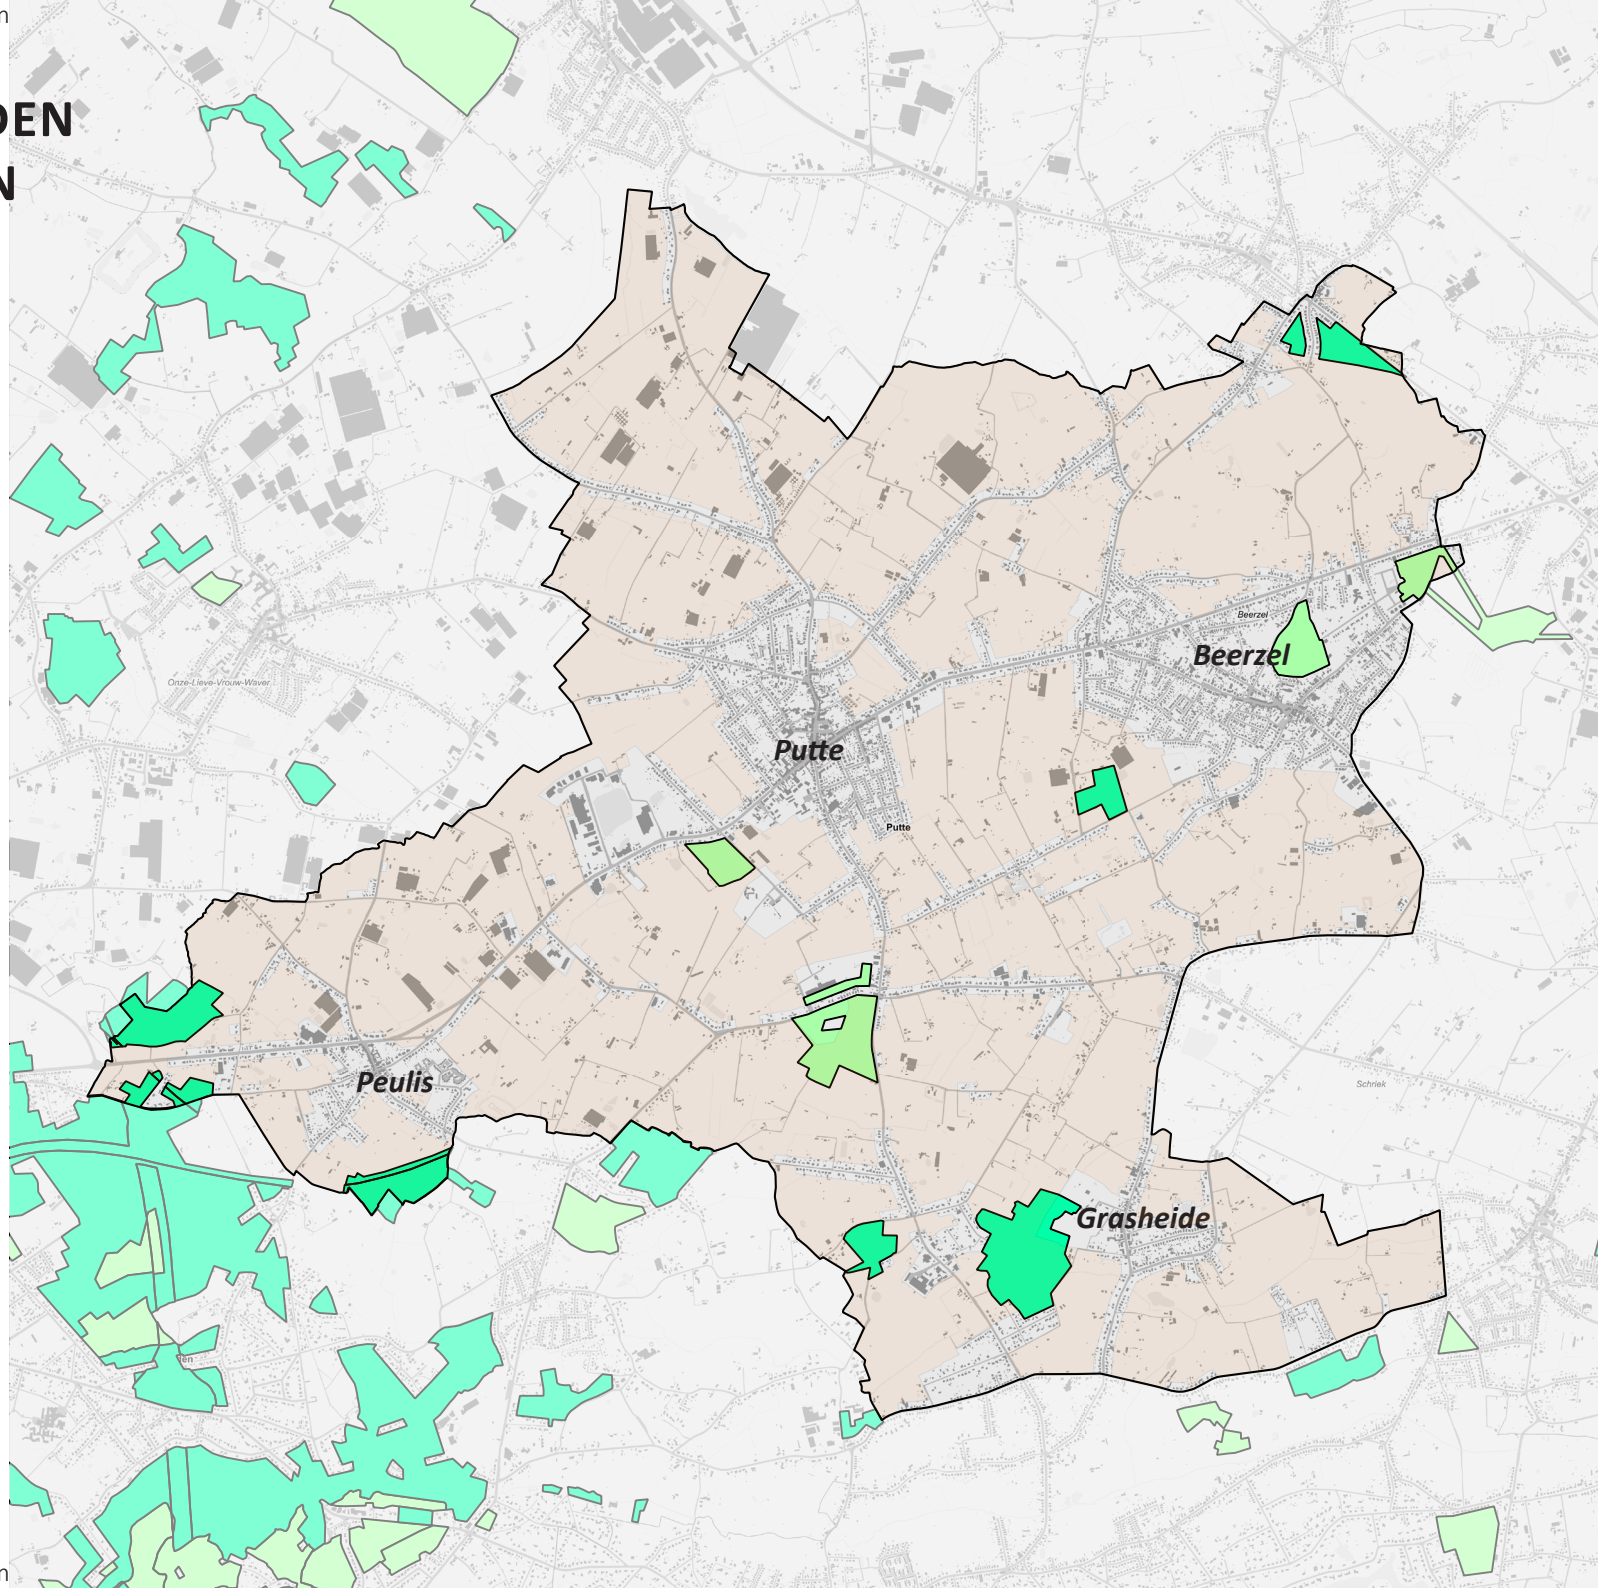 n
DEN
N
Beerzel
Beerzel
Onze-Lieve-Vrouw-Waver
Putte
Putte
Peulis
Schriek
Grasheide
n